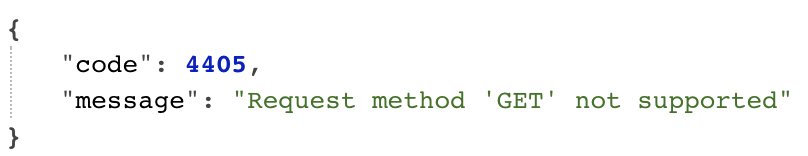 {
"code": 4405,
"message": "Request method 'GET' not supported"
}